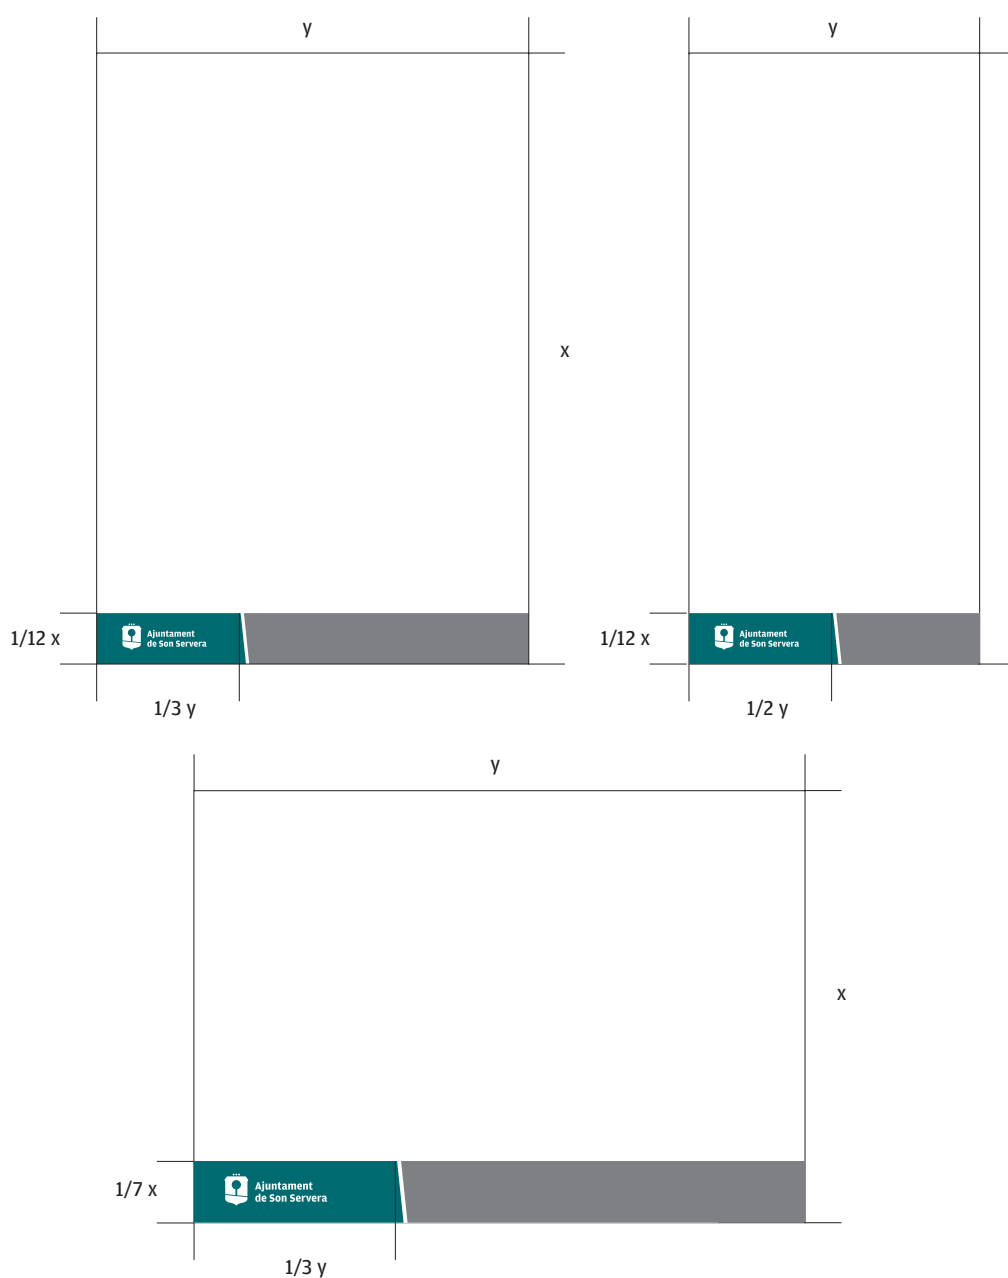 y
y
x
1/12 x
Ajuntament
de Son Servera
1/3 y
1/12 x
Ajuntament
de Son Servera
1/2 y
y
x
1/7 x
Ajuntament
de Son Servera
1/3 y